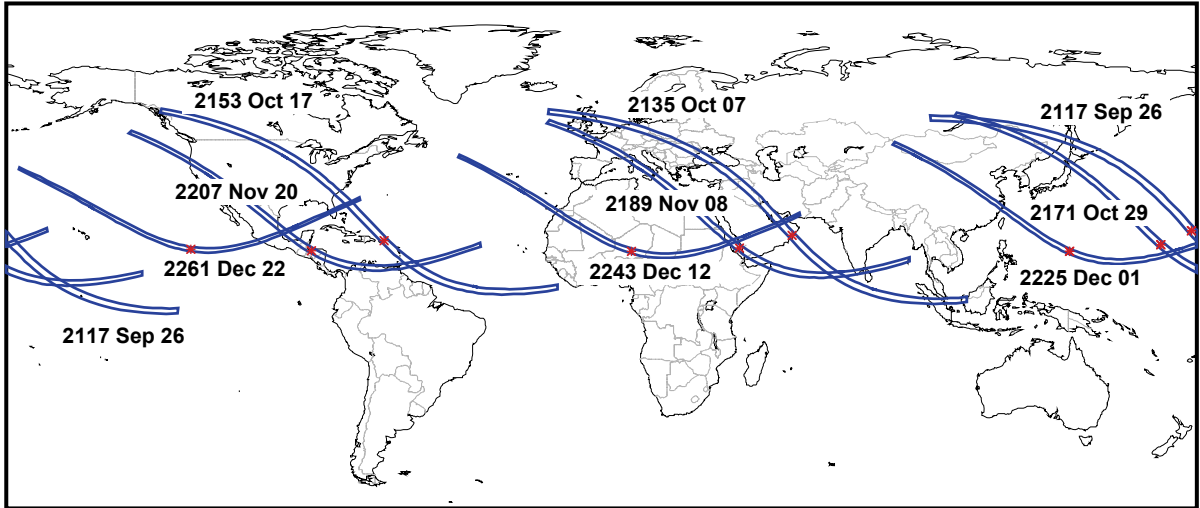 2153 Oct 17
2135 Oct 07
2117 Sep 26
2207 Nov 20
2189 Nov 08
2171 Oct 29
2261 Dec 22
2243 Dec 12
2225 Dec 01
2117 Sep 26